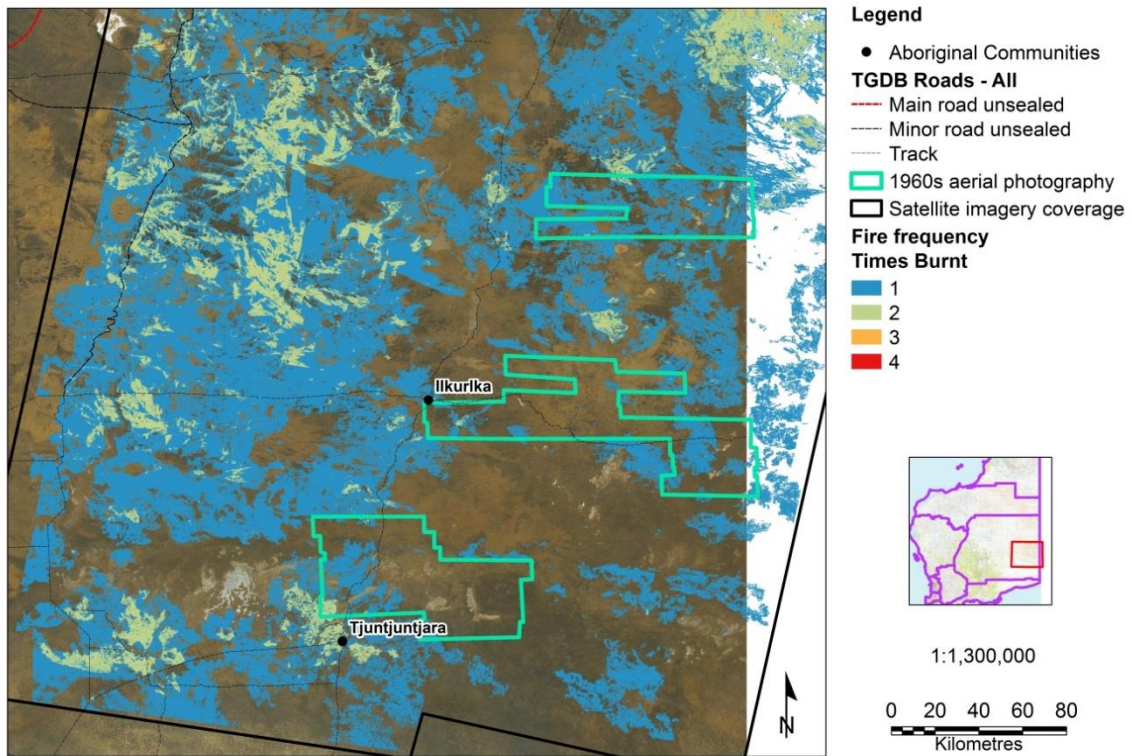 Legend
Aboriginal Communities
TGDB Roads - All
Main road unsealed
Minor road unsealed
Track
1960s aerial photography
Satellite imagery coverage
Fire frequency
Times Burnt
1
2
3
4
Ilkurlka
Tjuntjuntjara
1:1,300,000
N
0 10 20 40 60 80
Kilometres